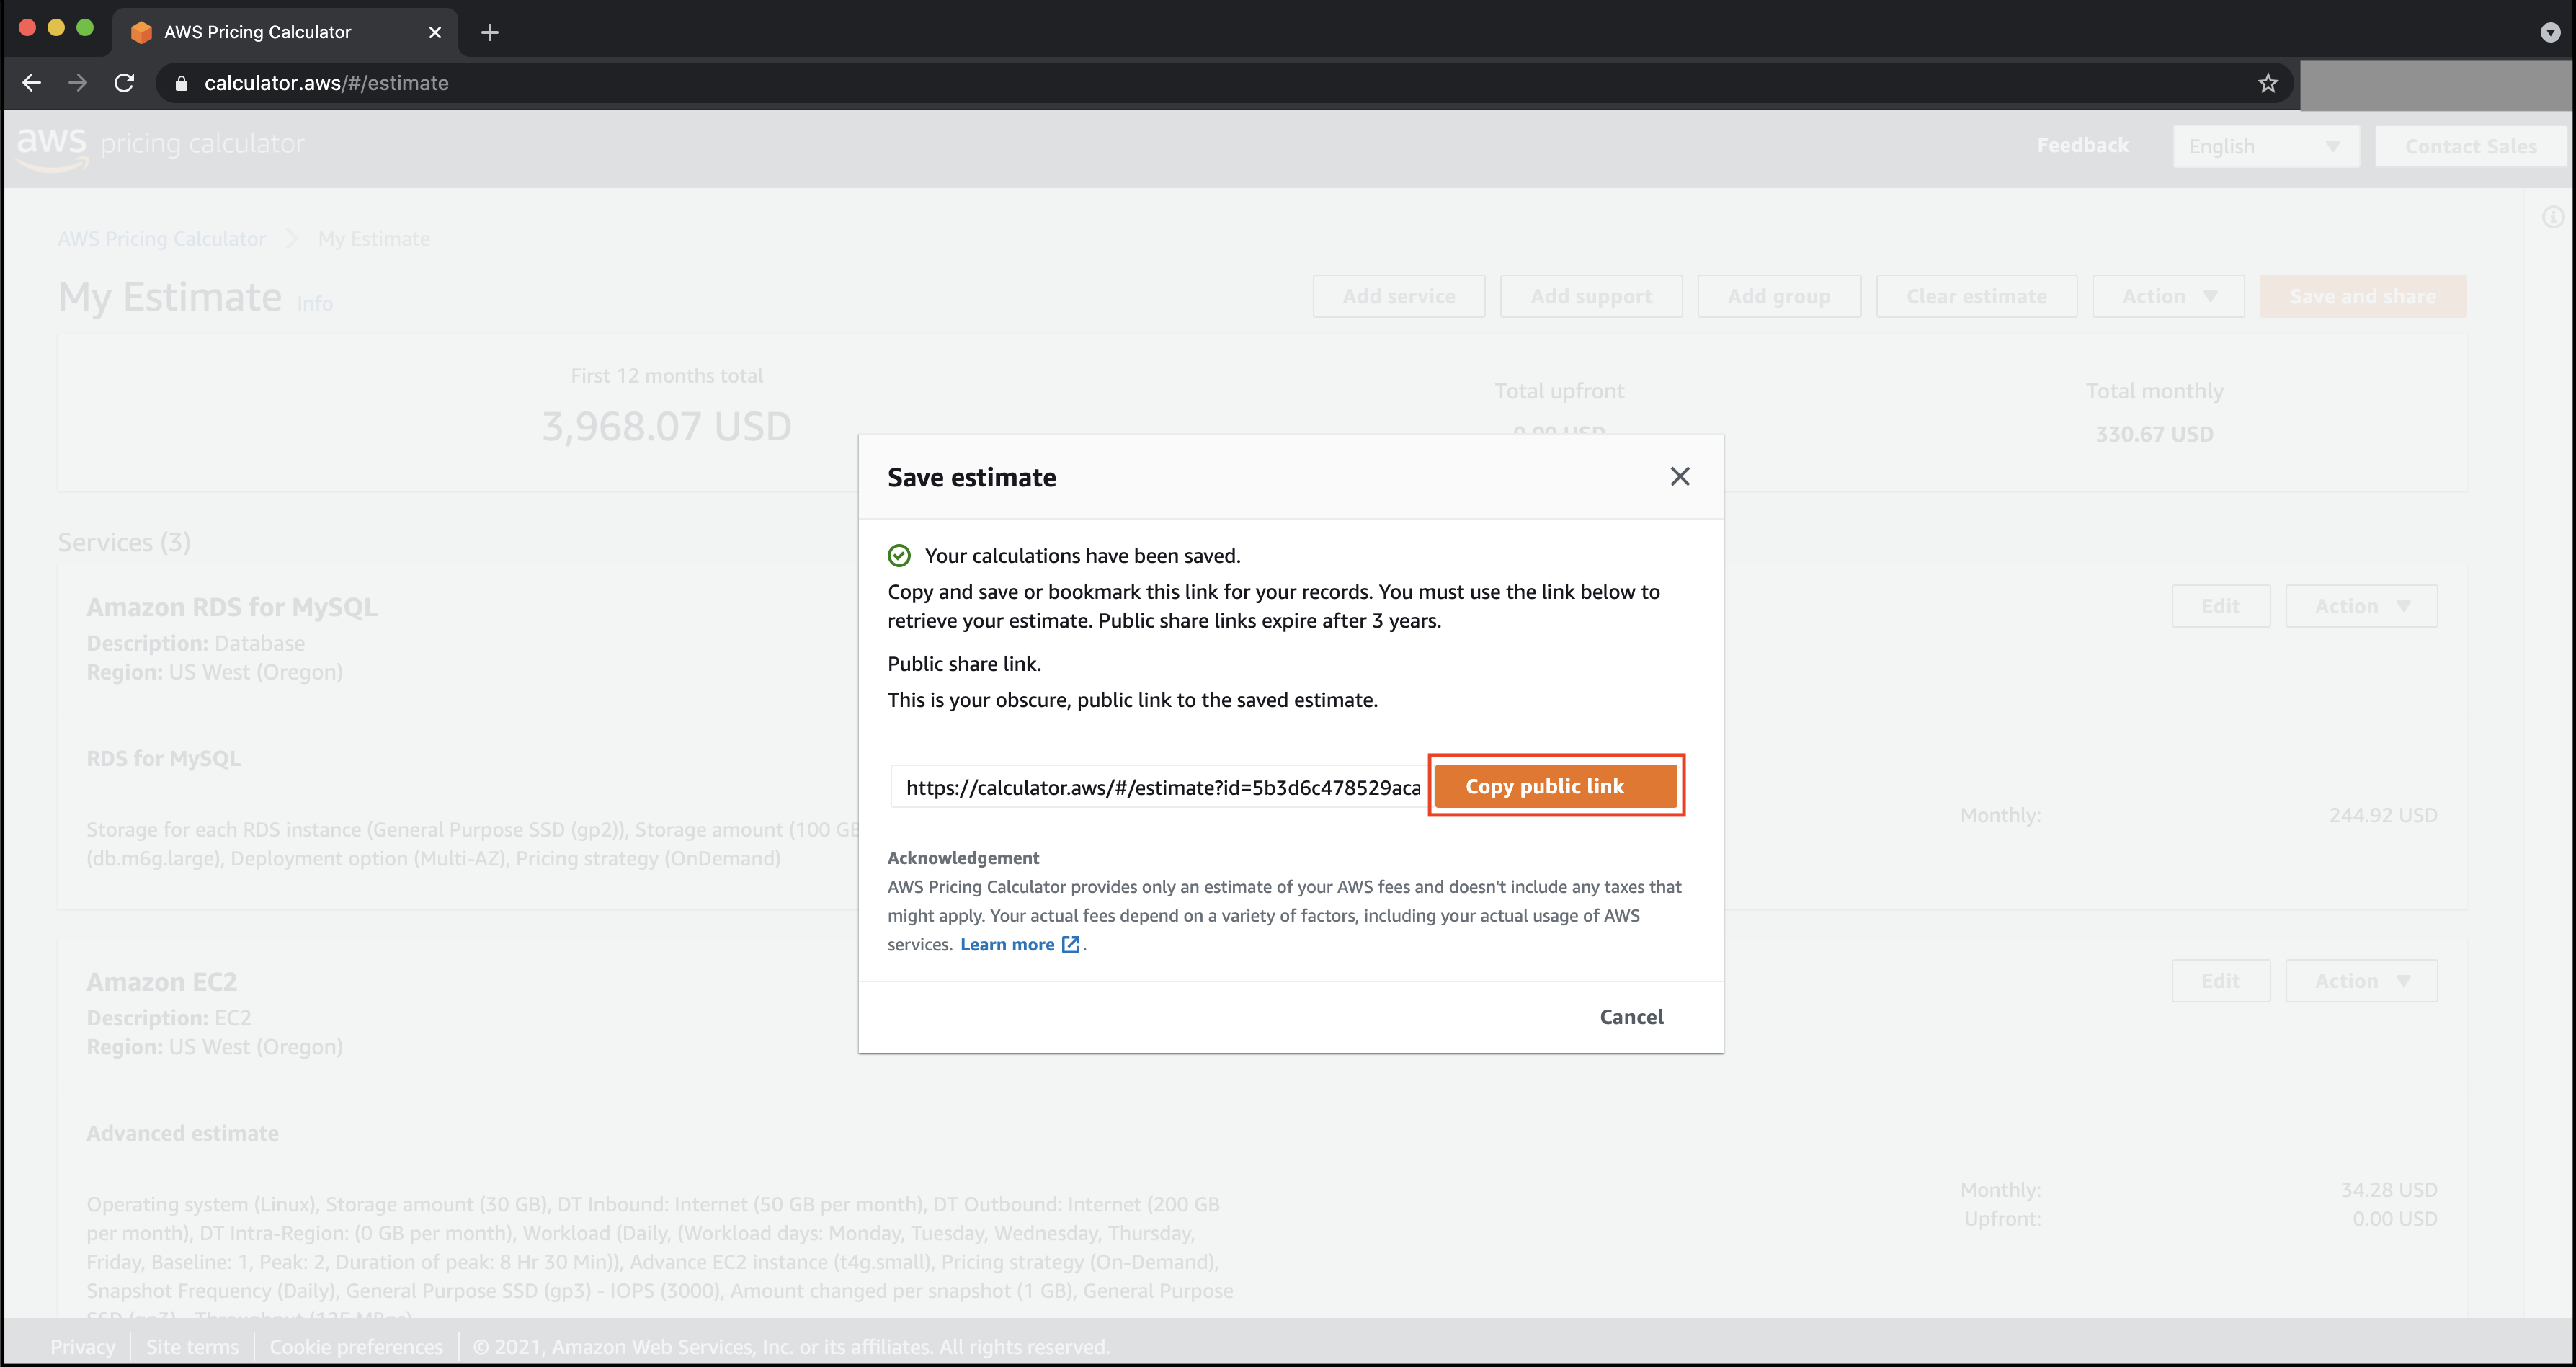 AWS Pricing Calculator
calculator.aws/#/estimate
aws pricing calculator
Feedback
English
Contact Sales
AWS Pricing Calculator
My Estimate
My Estimate Info
Add service
Add support
Add group
Clear estimate
Action
Save and share
First 12 months total
3,968.07 USD
Total upfront
0.00 USD
Total monthly
330.67 USD
Save estimate
Your calculations have been saved.
Copy and save or bookmark this link for your records. You must use the link below to
retrieve your estimate. Public share links expire after 3 years.
Public share link.
This is your obscure, public link to the saved estimate.
https://calculator.aws/#/estimate?id=5b3d6c478529aca
Copy public link
Acknowledgement
AWS Pricing Calculator provides only an estimate of your AWS fees and doesn't include any taxes that
might apply. Your actual fees depend on a variety of factors, including your actual usage of AWS
services. Learn more .
Cancel
Services (3)
Amazon RDS for MySQL
Edit
Action
Description: Database
Region: US West (Oregon)
RDS for MySQL
Storage for each RDS instance (General Purpose SSD (gp2)), Storage amount (100 GB
(db.m6g.large), Deployment option (Multi-AZ), Pricing strategy (OnDemand)
Monthly:
244.92 USD
Amazon EC2
Edit
Action
Description: EC2
Region: US West (Oregon)
Advanced estimate
Operating system (Linux), Storage amount (30 GB), DT Inbound: Internet (50 GB per month), DT Outbound: Internet (200 GB
per month), DT Intra-Region: (0 GB per month), Workload (Daily, (Workload days: Monday, Tuesday, Wednesday, Thursday,
Friday, Baseline: 1, Peak: 2, Duration of peak: 8 Hr 30 Min)), Advance EC2 instance (t4g.small), Pricing strategy (On-Demand),
Snapshot Frequency (Daily), General Purpose SSD (gp3) - IOPS (3000), Amount changed per snapshot (1 GB), General Purpose
SSD (gp3) - Throughput (125 MBps)
Monthly:
34.28 USD
Upfront:
0.00 USD
Privacy
Site terms
Cookie preferences
© 2021, Amazon Web Services, Inc. or its affiliates. All rights reserved.